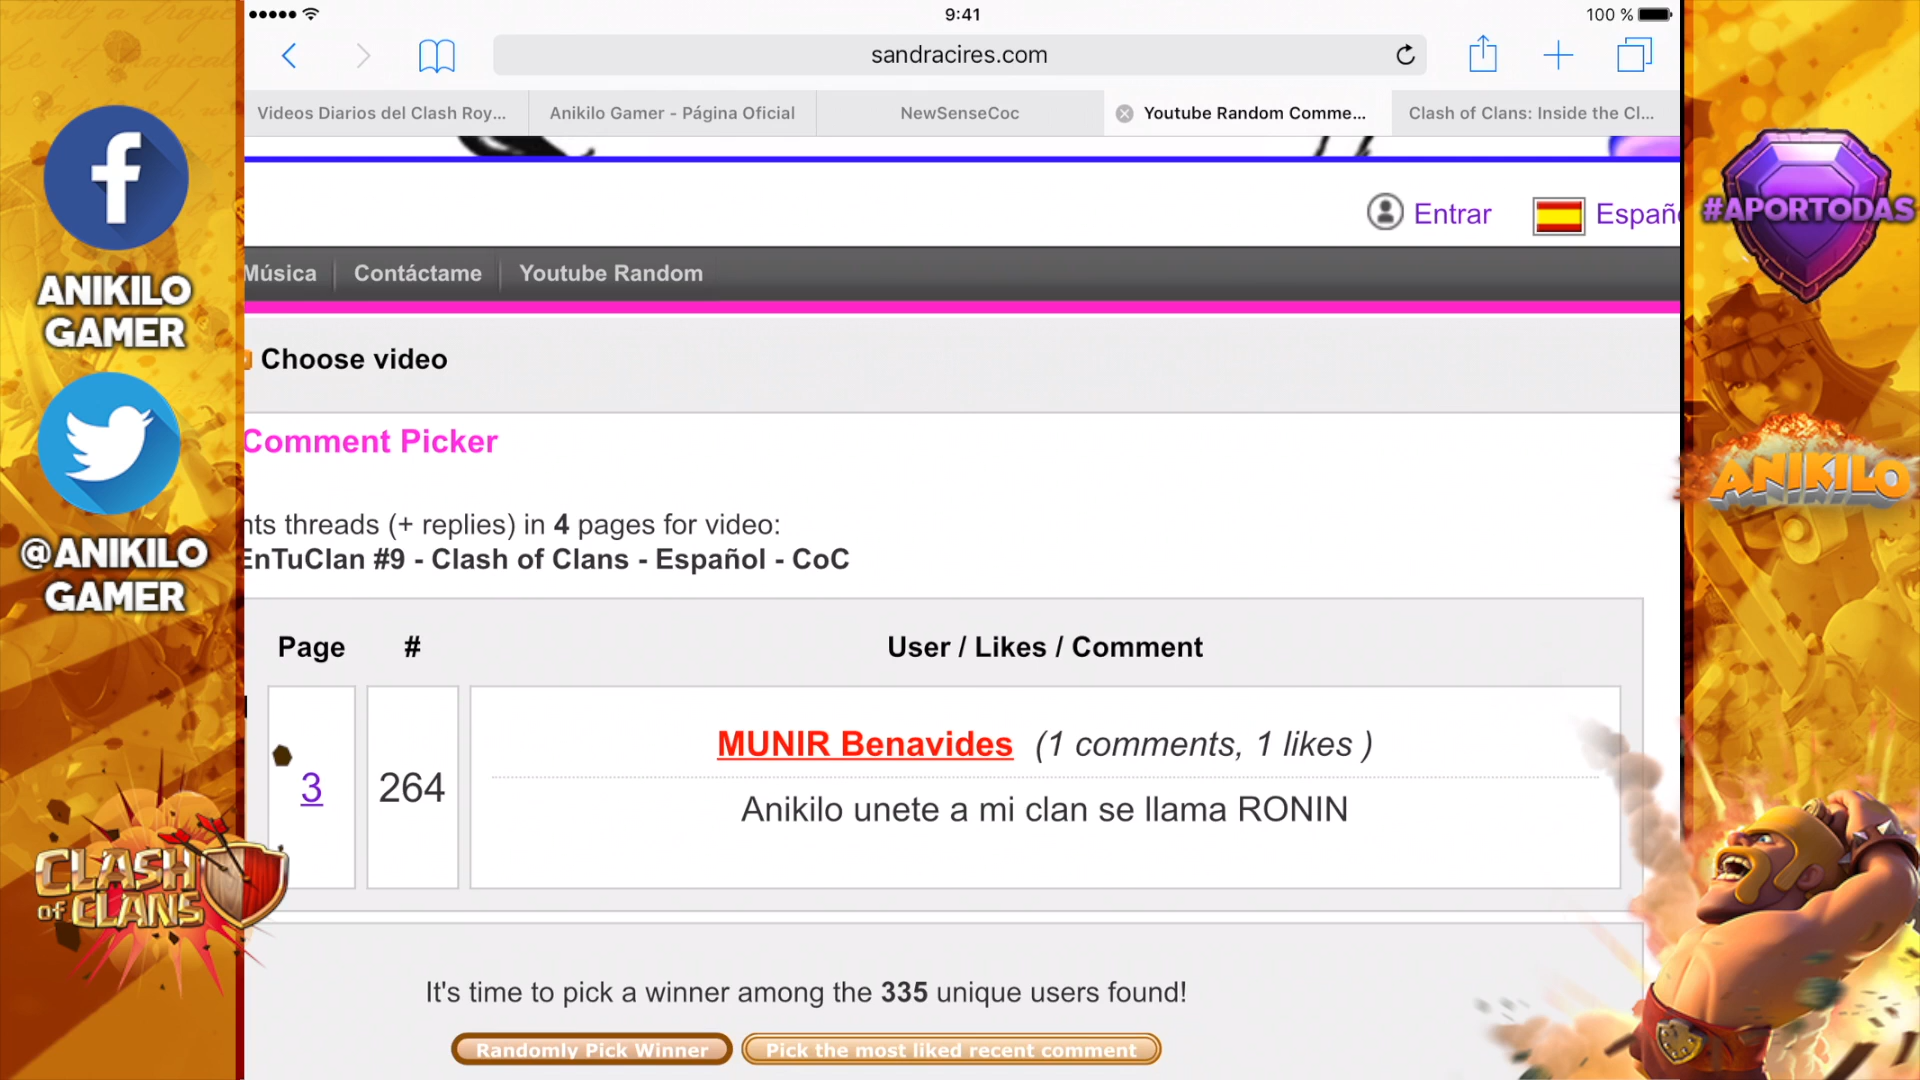 9:41
100 %
sandracires.com
Videos Diarios del Clash Roy...
Anikilo Gamer - Página Oficial
NewSenseCoc
Youtube Random Comme...
Clash of Clans: Inside the Cl...
Entrar
Españo
Música
Contáctame
Youtube Random
Choose video
Comment Picker
nts threads (+ replies) in 4 pages for video:
EnTuClan #9 - Clash of Clans - Español - CoC
Page
#
User / Likes / Comment
3
264
MUNIR Benavides (1 comments, 1 likes )
Anikilo unete a mi clan se llama RONIN
It's time to pick a winner among the 335 unique users found!
Randomly Pick Winner
Pick the most liked recent comment
f
ANIKILO
GAMER
@ANIKILO
GAMER
CLASH
of CLANS
#APORTODAS
ANIKILO